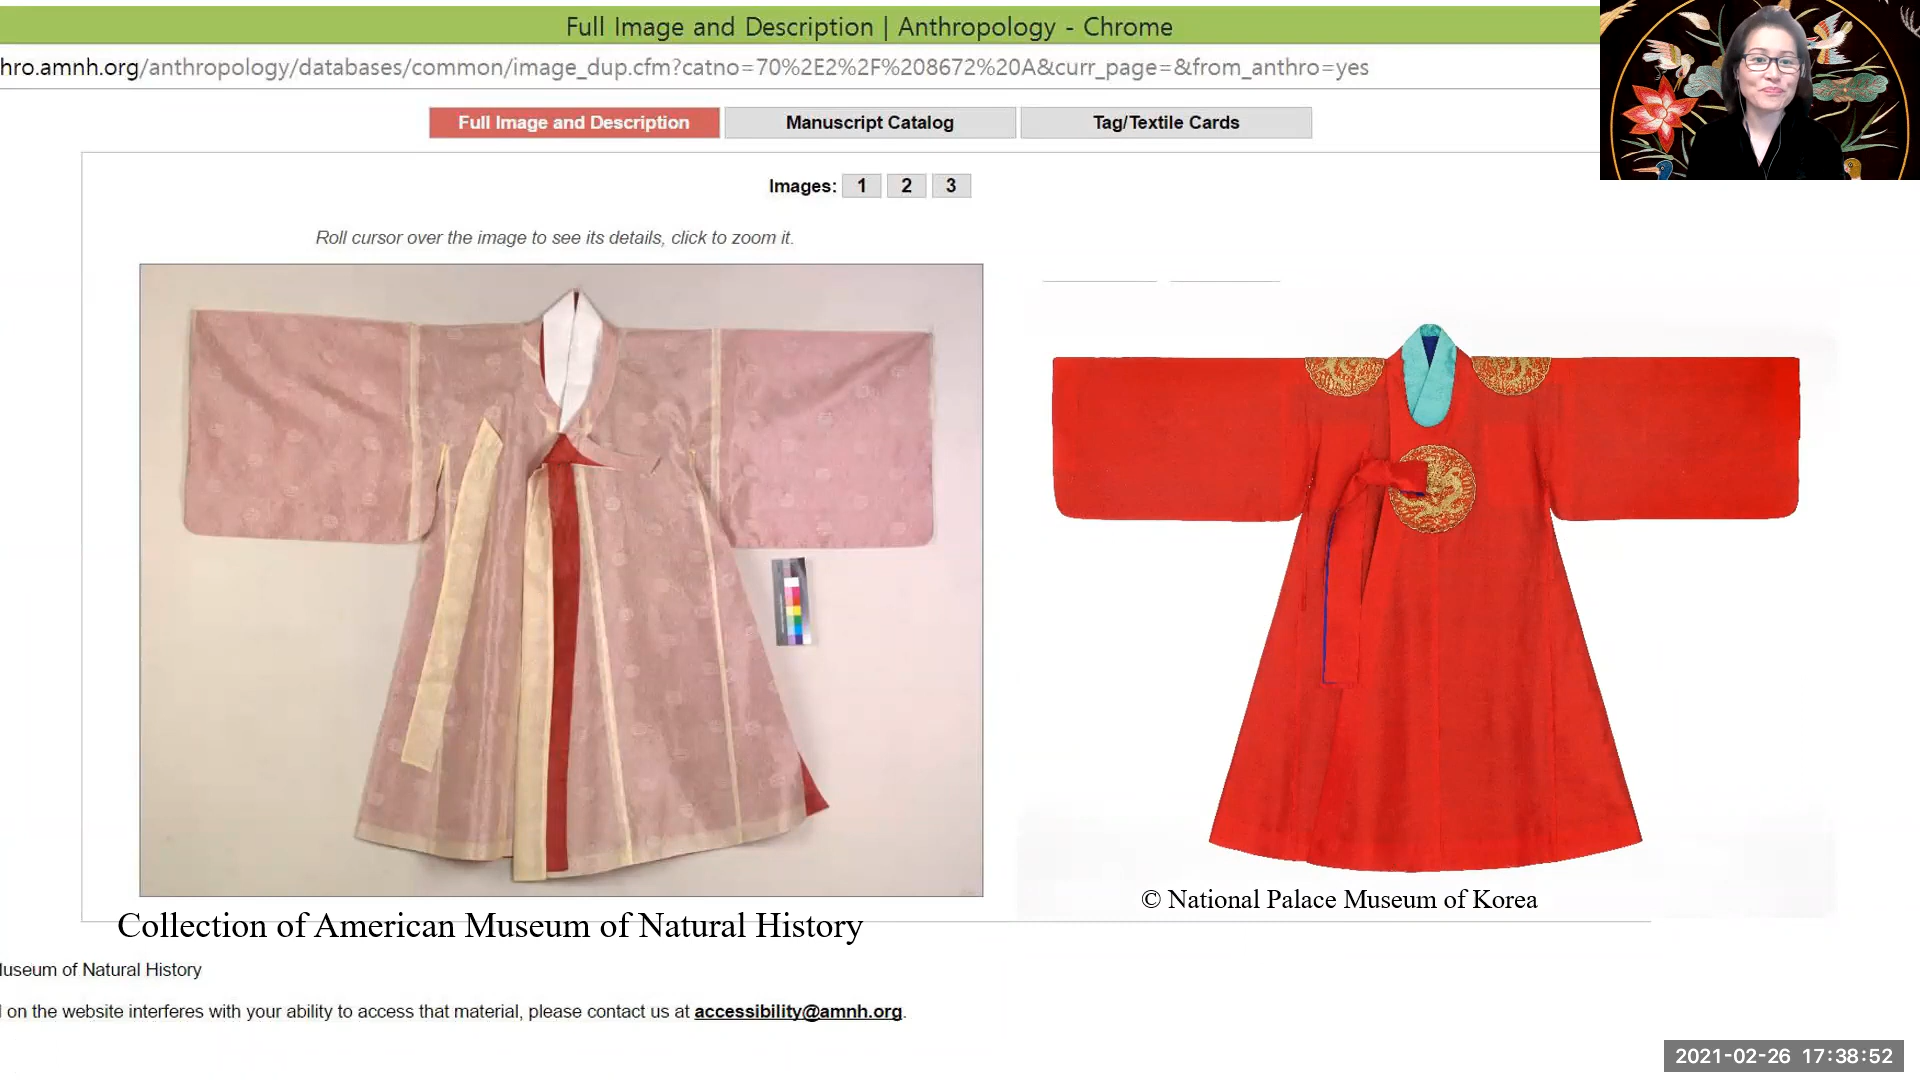 Full Image and Description | Anthropology - Chrome
hro.amnh.org/anthropology/databases/common/image_dup.cfm?catno=70%2E2%2F%208672%20A&curr_page=&from_anthro=yes
Full Image and Description Manuscript Catalog Tag/Textile Cards
Images: 1 2 3
Roll cursor over the image to see its details, click to zoom it.
© National Palace Museum of Korea
Collection of American Museum of Natural History
useum of Natural History
on the website interferes with your ability to access that material, please contact us at accessibility@amnh.org.
2021-02-26 17:38:52